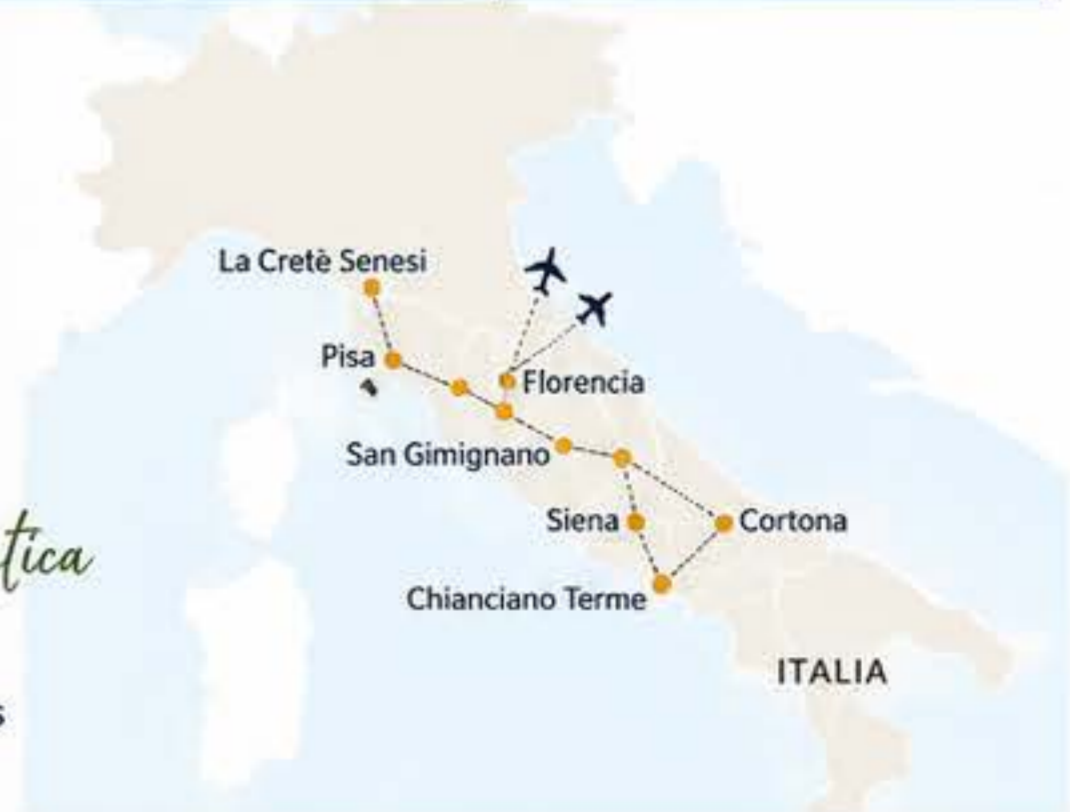 La Cretè Senesi
Pisa
Florencia
San Gimignano
Siena
Cortona
tica
Chianciano Terme
ITALIA
s